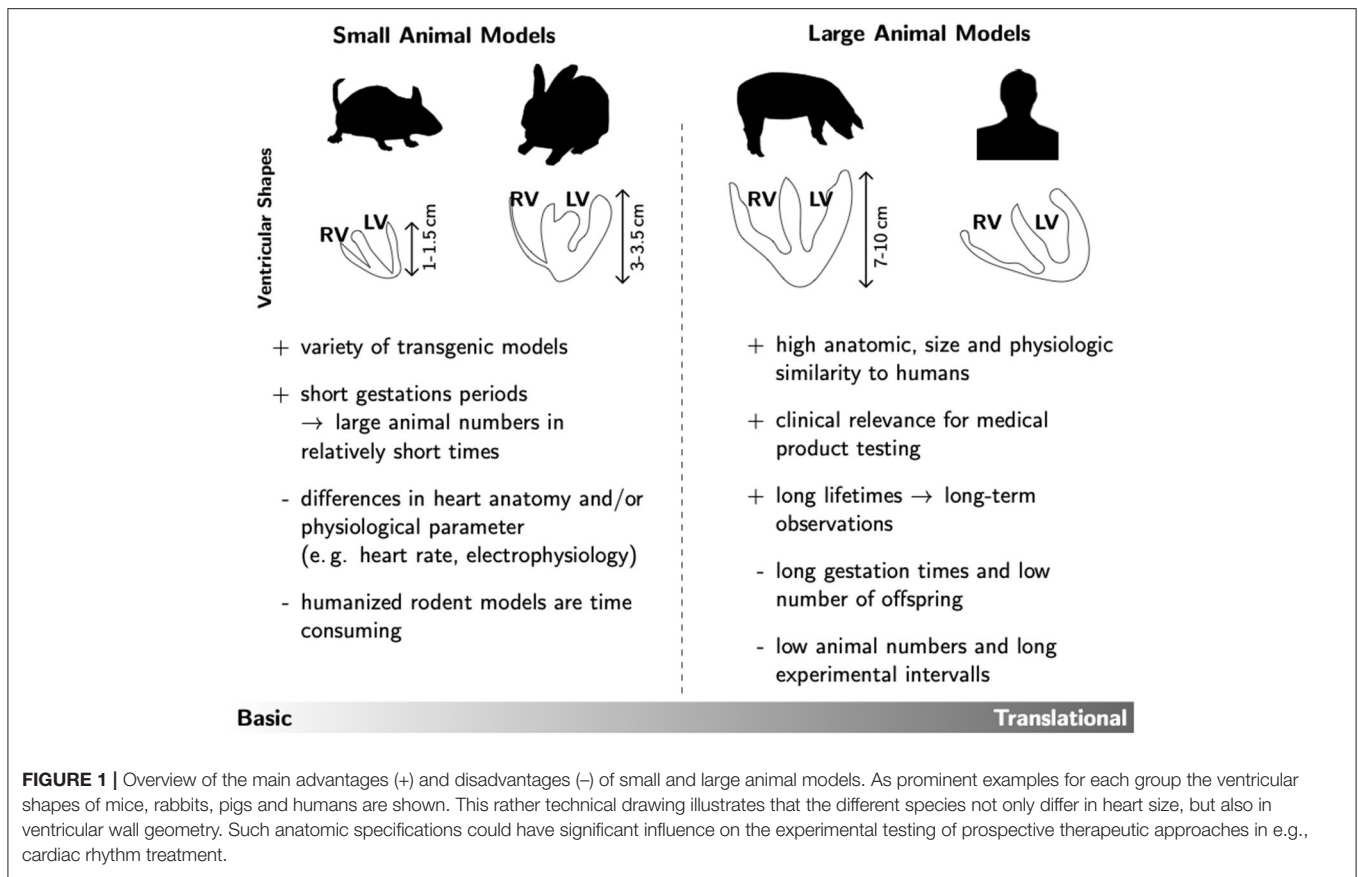 Small Animal Models
Large Animal Models
Ventricular Shapes
RV
LV
1-1.5 cm
RV
LV
3-3.5 cm
RV
LV
7-10 cm
RV
LV
+ variety of transgenic models
+ short gestations periods
→ large animal numbers in
relatively short times
- differences in heart anatomy and/or
physiological parameter
(e. g. heart rate, electrophysiology)
- humanized rodent models are time
consuming
+ high anatomic, size and physiologic
similarity to humans
+ clinical relevance for medical
product testing
+ long lifetimes → long-term
observations
- long gestation times and low
number of offspring
- low animal numbers and long
experimental intervalls
Basic
Translational
FIGURE 1 | Overview of the main advantages (+) and disadvantages (–) of small and large animal models. As prominent examples for each group the ventricular
shapes of mice, rabbits, pigs and humans are shown. This rather technical drawing illustrates that the different species not only differ in heart size, but also in
ventricular wall geometry. Such anatomic specifications could have significant influence on the experimental testing of prospective therapeutic approaches in e.g.,
cardiac rhythm treatment.